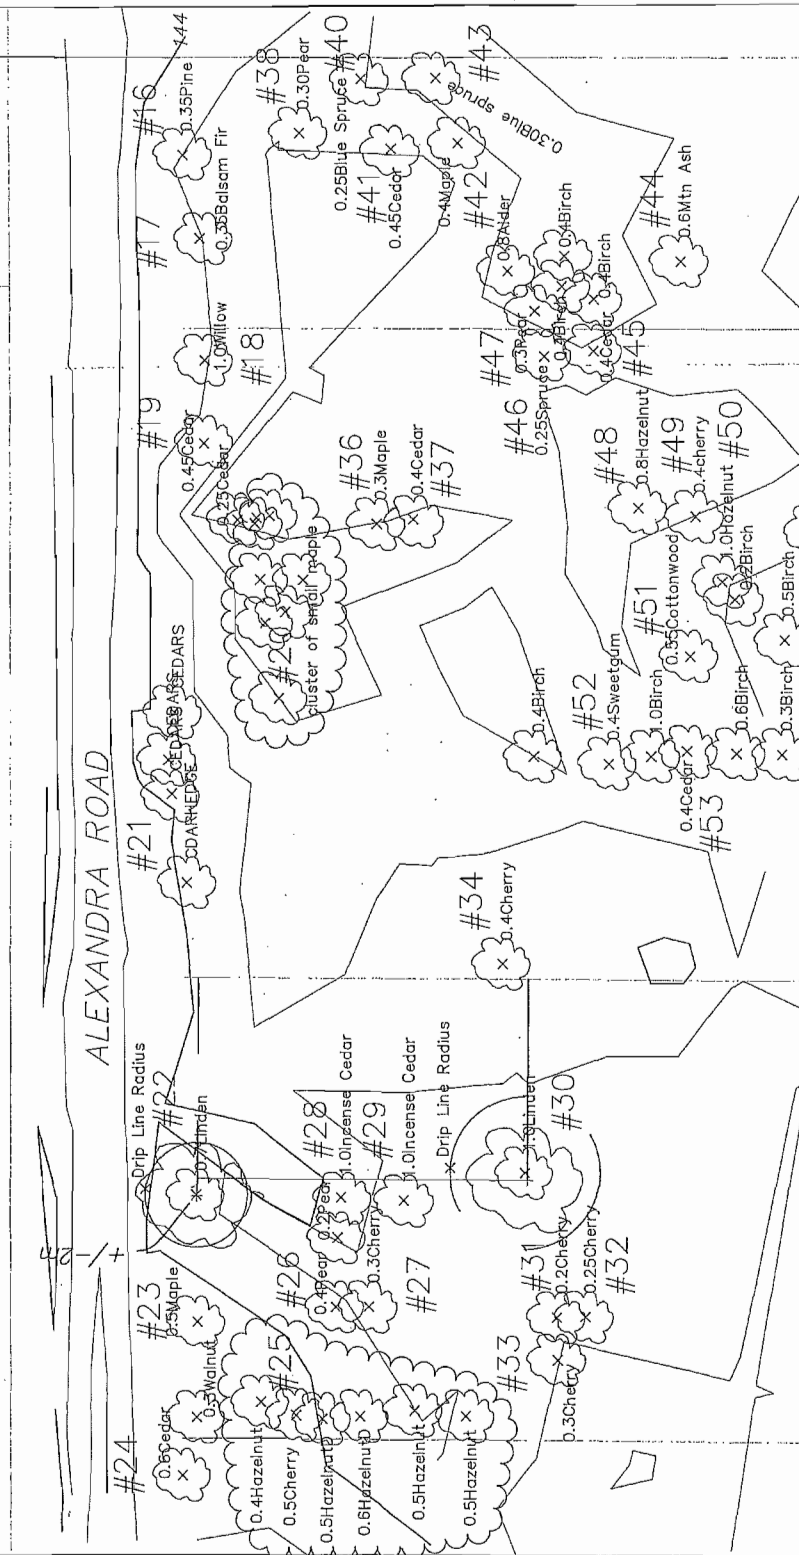 ALEXANDRA ROAD
#16
0.35Pine
144
#17
0.35Balsam Fir
1.0Willow
#18
#19
0.45Cedar
0.25Cedar
#38
0.30Pear
#40
0.25Blue Spruce
#41
0.45Cedar
0.4Maple
#42
#43
0.30Blue spruce
#44
0.6Mtn Ash
0.8Alder
0.4Birch
0.4Birch
#47
0.3Pear
0.4Cedar
#45
#46
0.25Spruce
#36
0.3Maple
0.4Cedar
#37
#48
0.8Hazelnut
#49
0.4cherry
#50
1.0Hazelnut
0.2Birch
#51
0.55Cottonwood
0.5Birch
cluster of small maple
CEDARS
CEDARS
CEDARS
CDARHEDGE
#21
0.4Birch
#52
0.4Sweetgum
1.0Birch
0.4Cedar
#53
0.6Birch
0.3Birch
#34
0.4Cherry
Drip Line Radius
#22
+/-2m
#28
1.0Incense Cedar
#29
1.0Incense Cedar
Drip Line Radius
1.0Linden
#30
0.2Pear
#26
0.4Pear
0.3Cherry
#27
#23
0.5Maple
#31
0.2Cherry
0.25Cherry
#32
#33
0.3Cherry
#24
0.6Cedar
#25
0.4Hazelnut
0.5Cherry
0.5Hazelnut
0.6Hazelnut
0.5Hazelnut
0.5Hazelnut